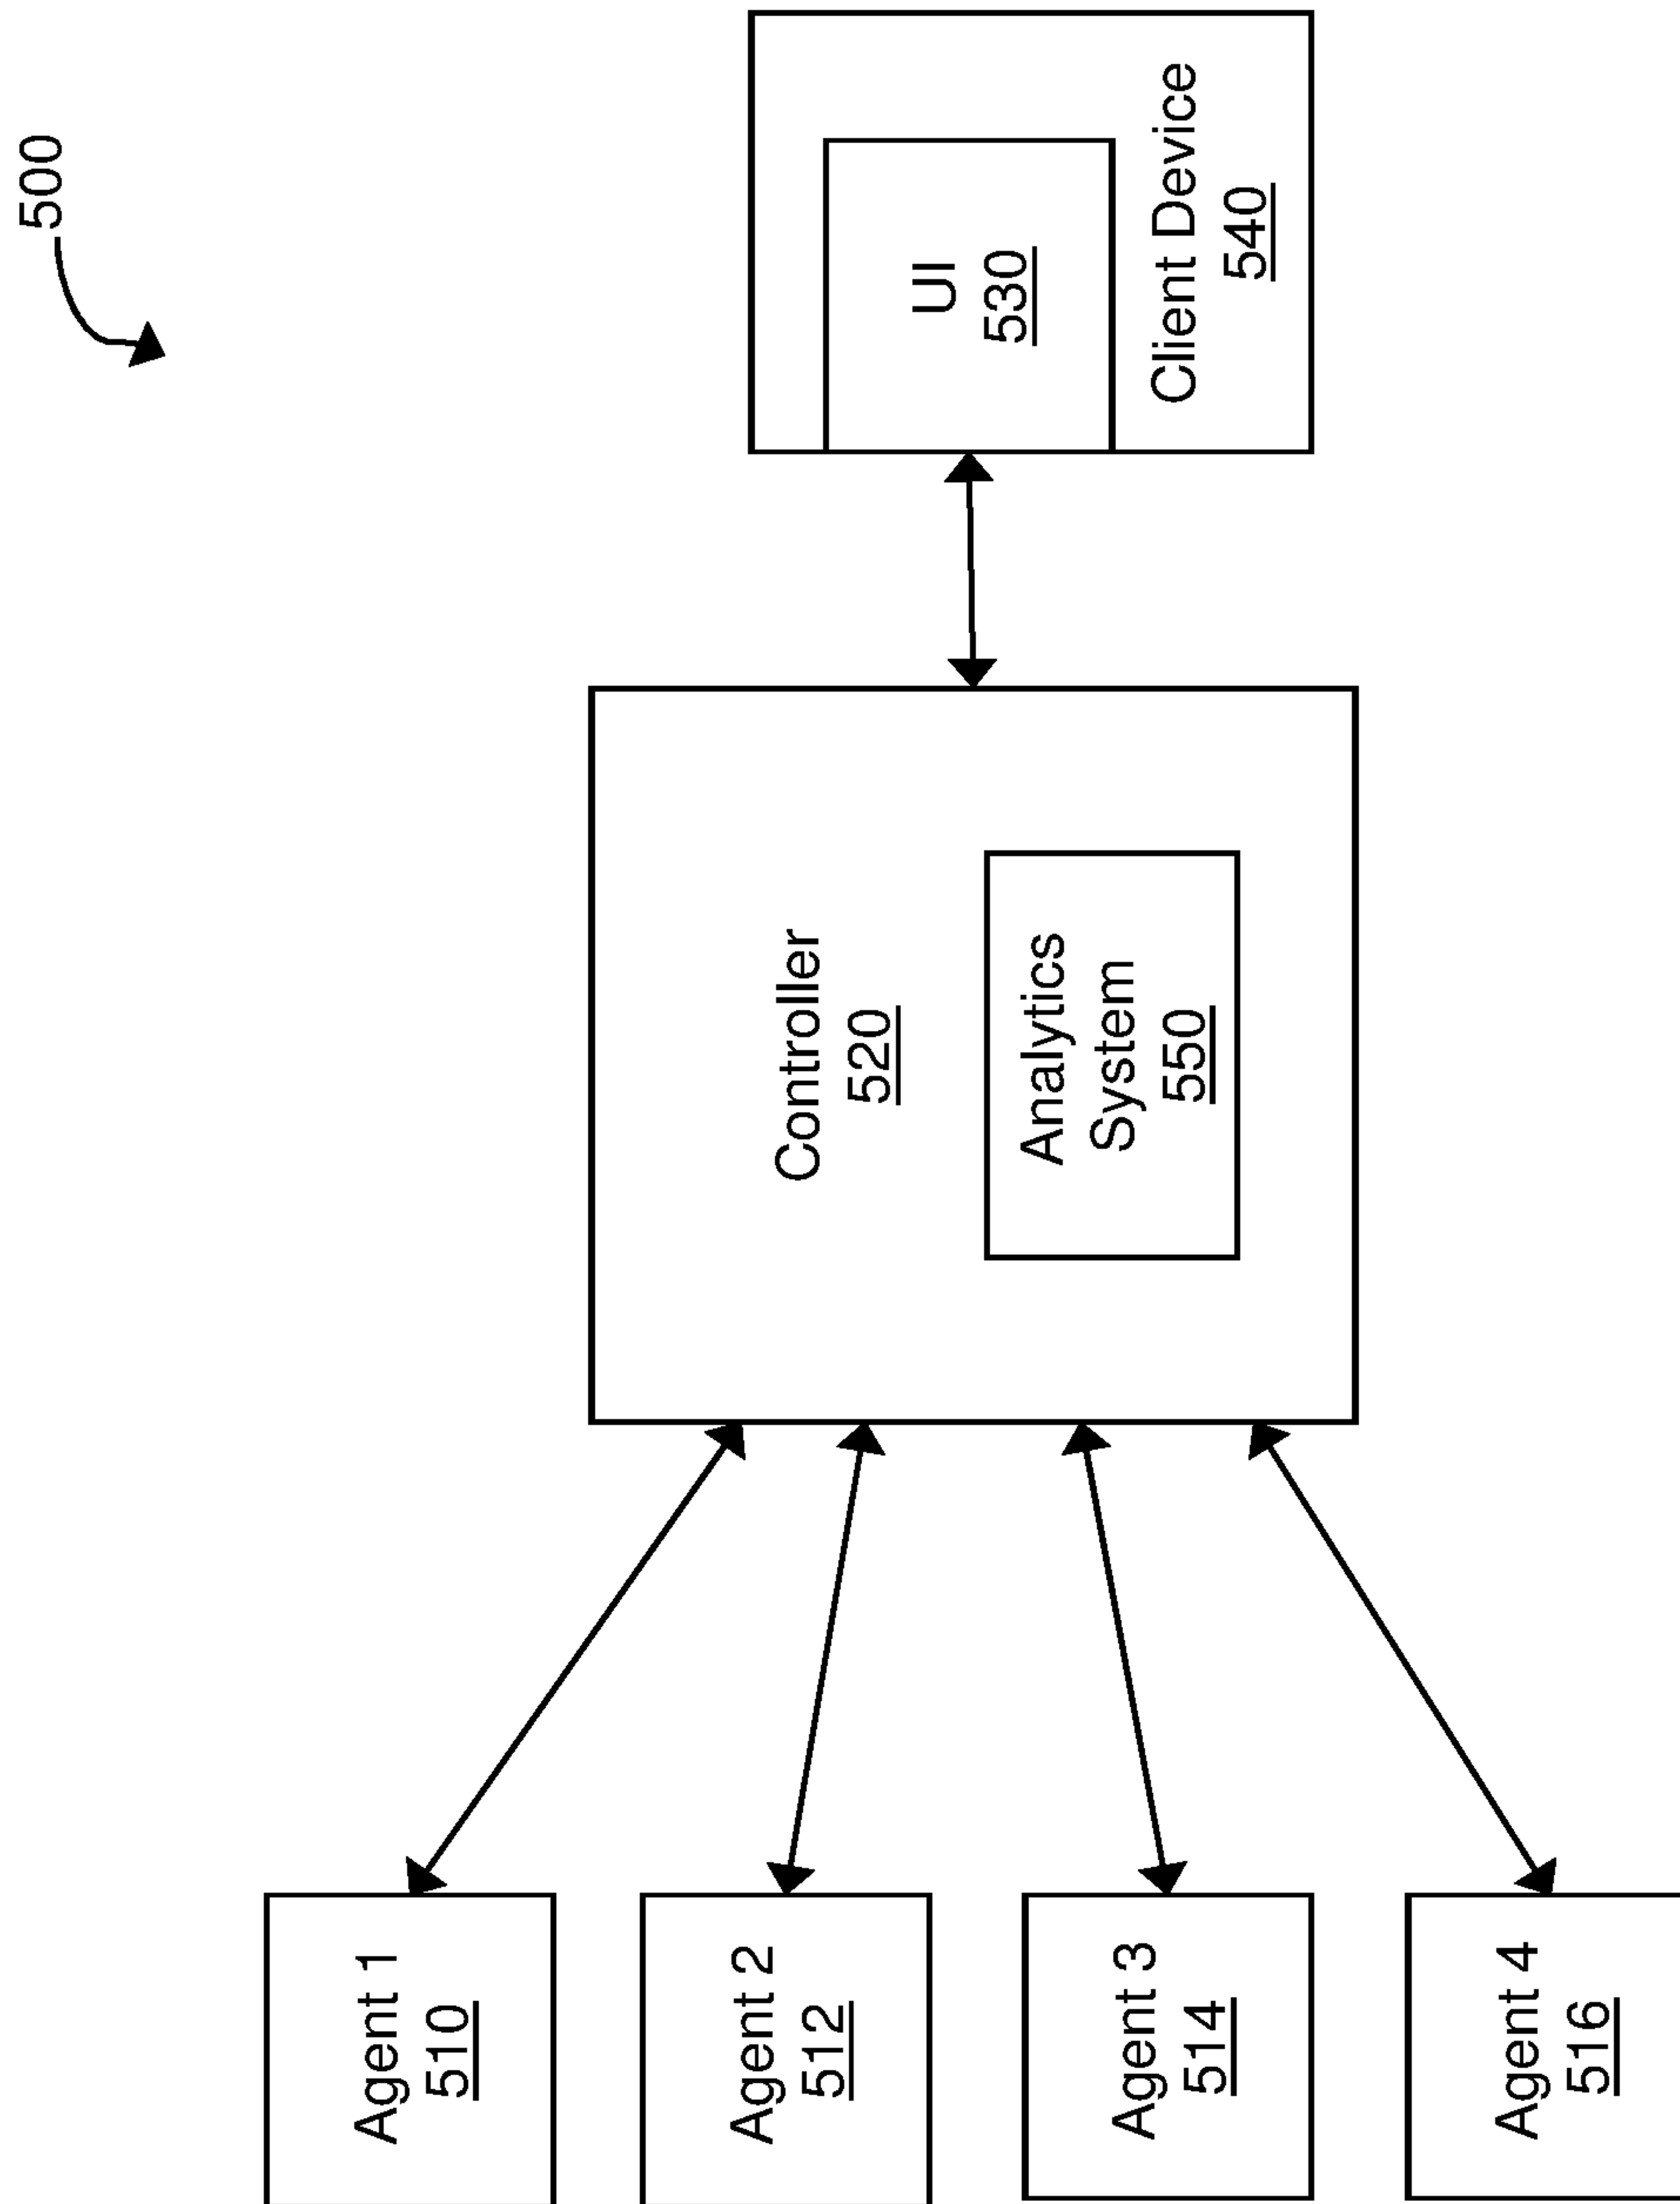 500
Agent 1
510
Agent 2
512
Agent 3
514
Agent 4
516
Controller
520
Analytics
System
550
UI
530
Client Device
540